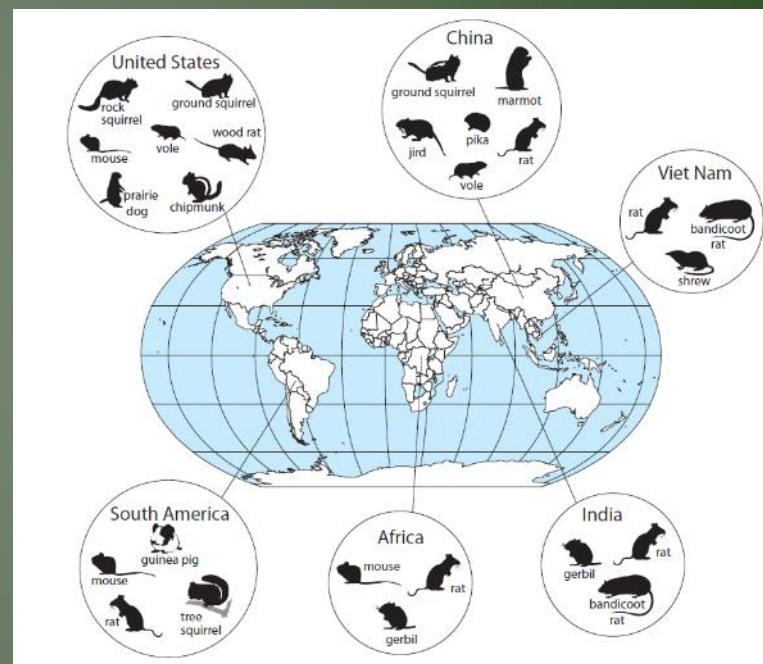 United States
rock
squirrel
ground squirrel
mouse
vole
wood rat
prairie
dog
chipmunk
China
ground squirrel
marmot
jird
pika
rat
vole
Viet Nam
rat
bandicoot
rat
shrew
South America
guinea pig
mouse
rat
tree
squirrel
Africa
mouse
rat
gerbil
India
gerbil
rat
bandicoot
rat